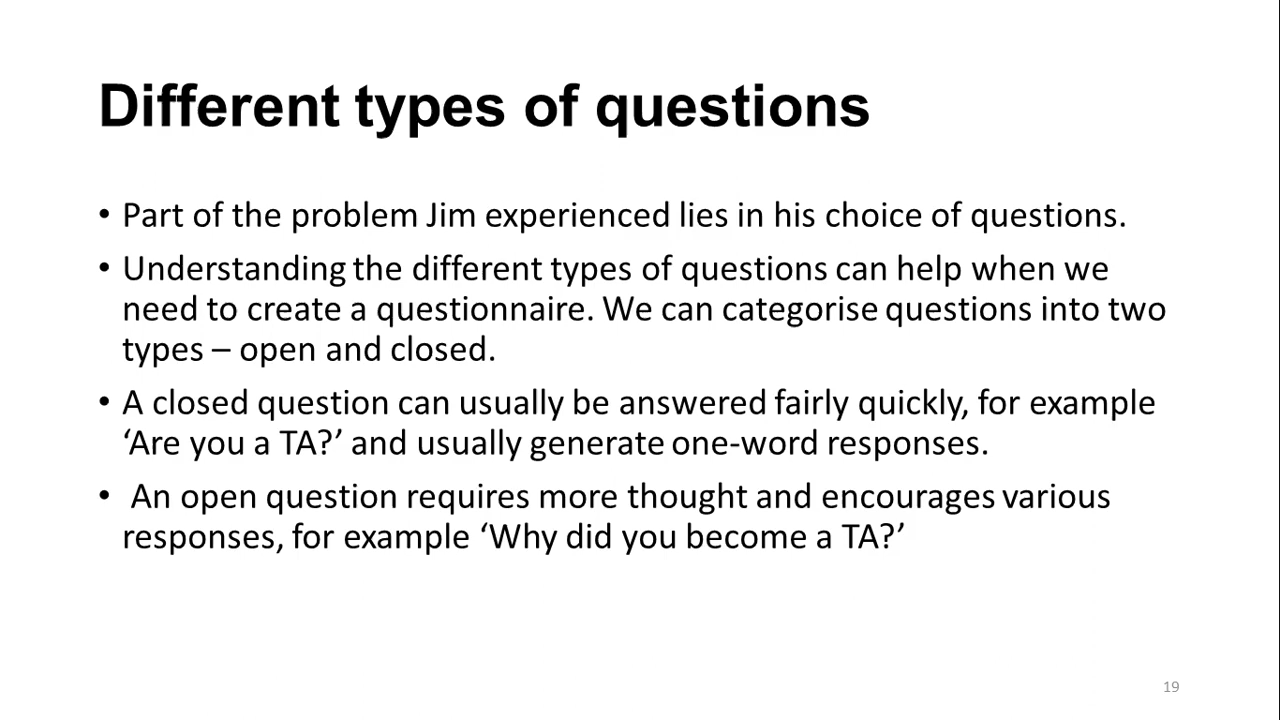 Different types of questions
• Part of the problem Jim experienced lies in his choice of questions.
• Understanding the different types of questions can help when we
need to create a questionnaire. We can categorise questions into two
types – open and closed.
• A closed question can usually be answered fairly quickly, for example
‘Are you a TA?’ and usually generate one-word responses.
• An open question requires more thought and encourages various
responses, for example ‘Why did you become a TA?’
19